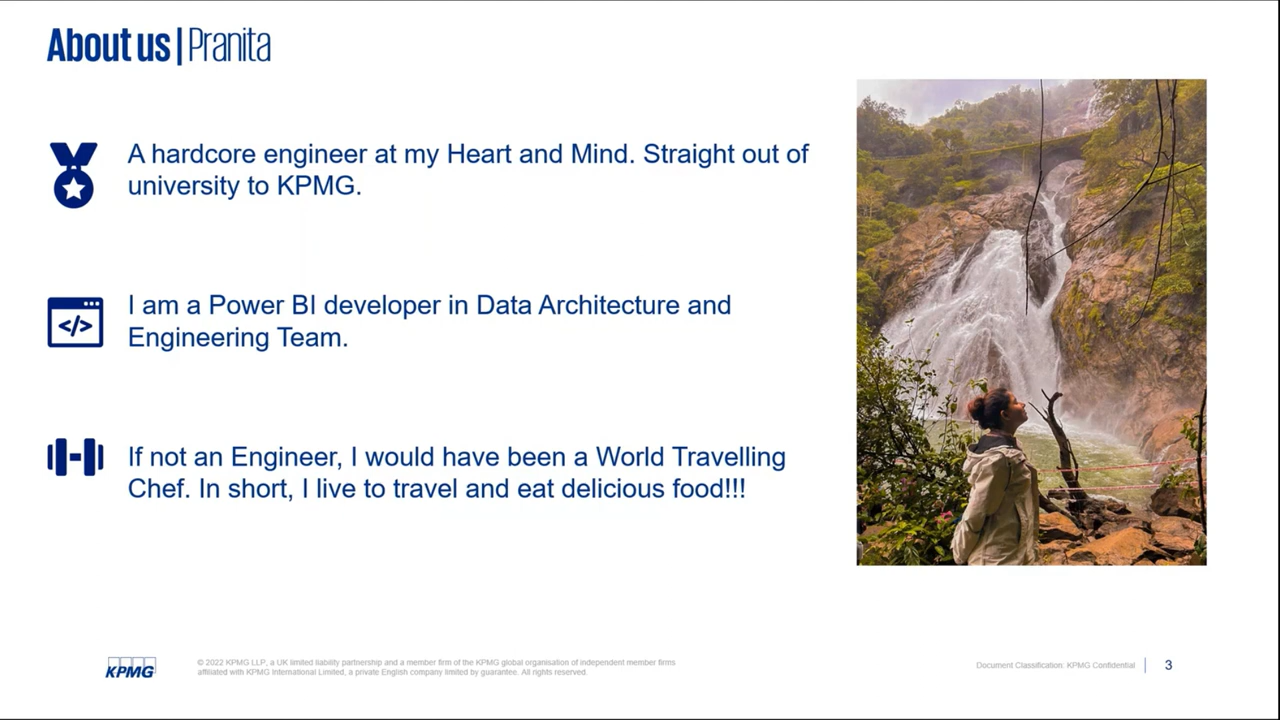 About us | Pranita
A hardcore engineer at my Heart and Mind. Straight out of
university to KPMG.
</>
I am a Power BI developer in Data Architecture and
Engineering Team.
If not an Engineer, I would have been a World Travelling
Chef. In short, I live to travel and eat delicious food!!!
KPMG
© 2022 KPMG LLP, a UK limited liability partnership and a member firm of the KPMG global organisation of independent member firms
affiliated with KPMG International Limited, a private English company limited by guarantee. All rights reserved.
Document Classification: KPMG Confidential
3